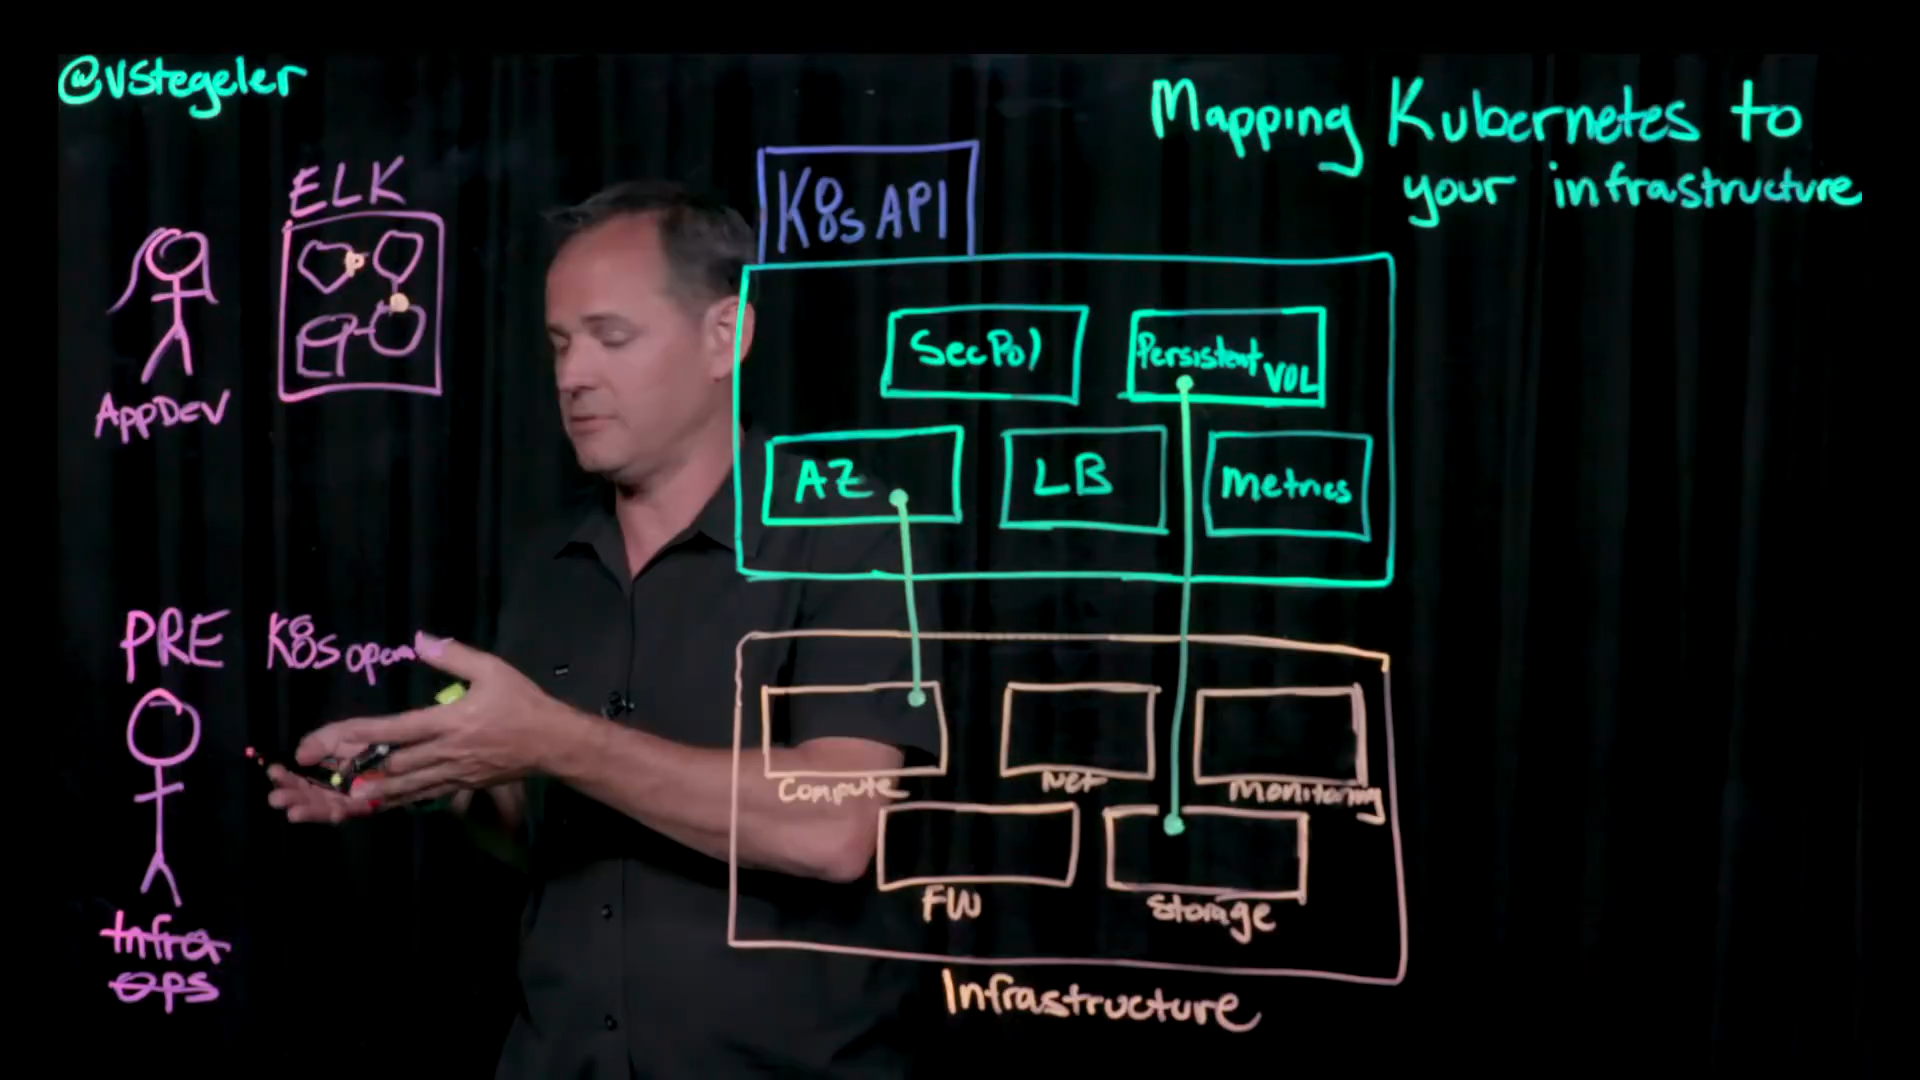 @vstegeler
Mapping Kubernetes to
your infrastructure
ELK
K8s API
AppDev
SecPol
Persistent
VOL
AZ
LB
Metrics
PRE K8s
Compute
Net
Monitoring
FW
Storage
Infra
ops
Infrastructure